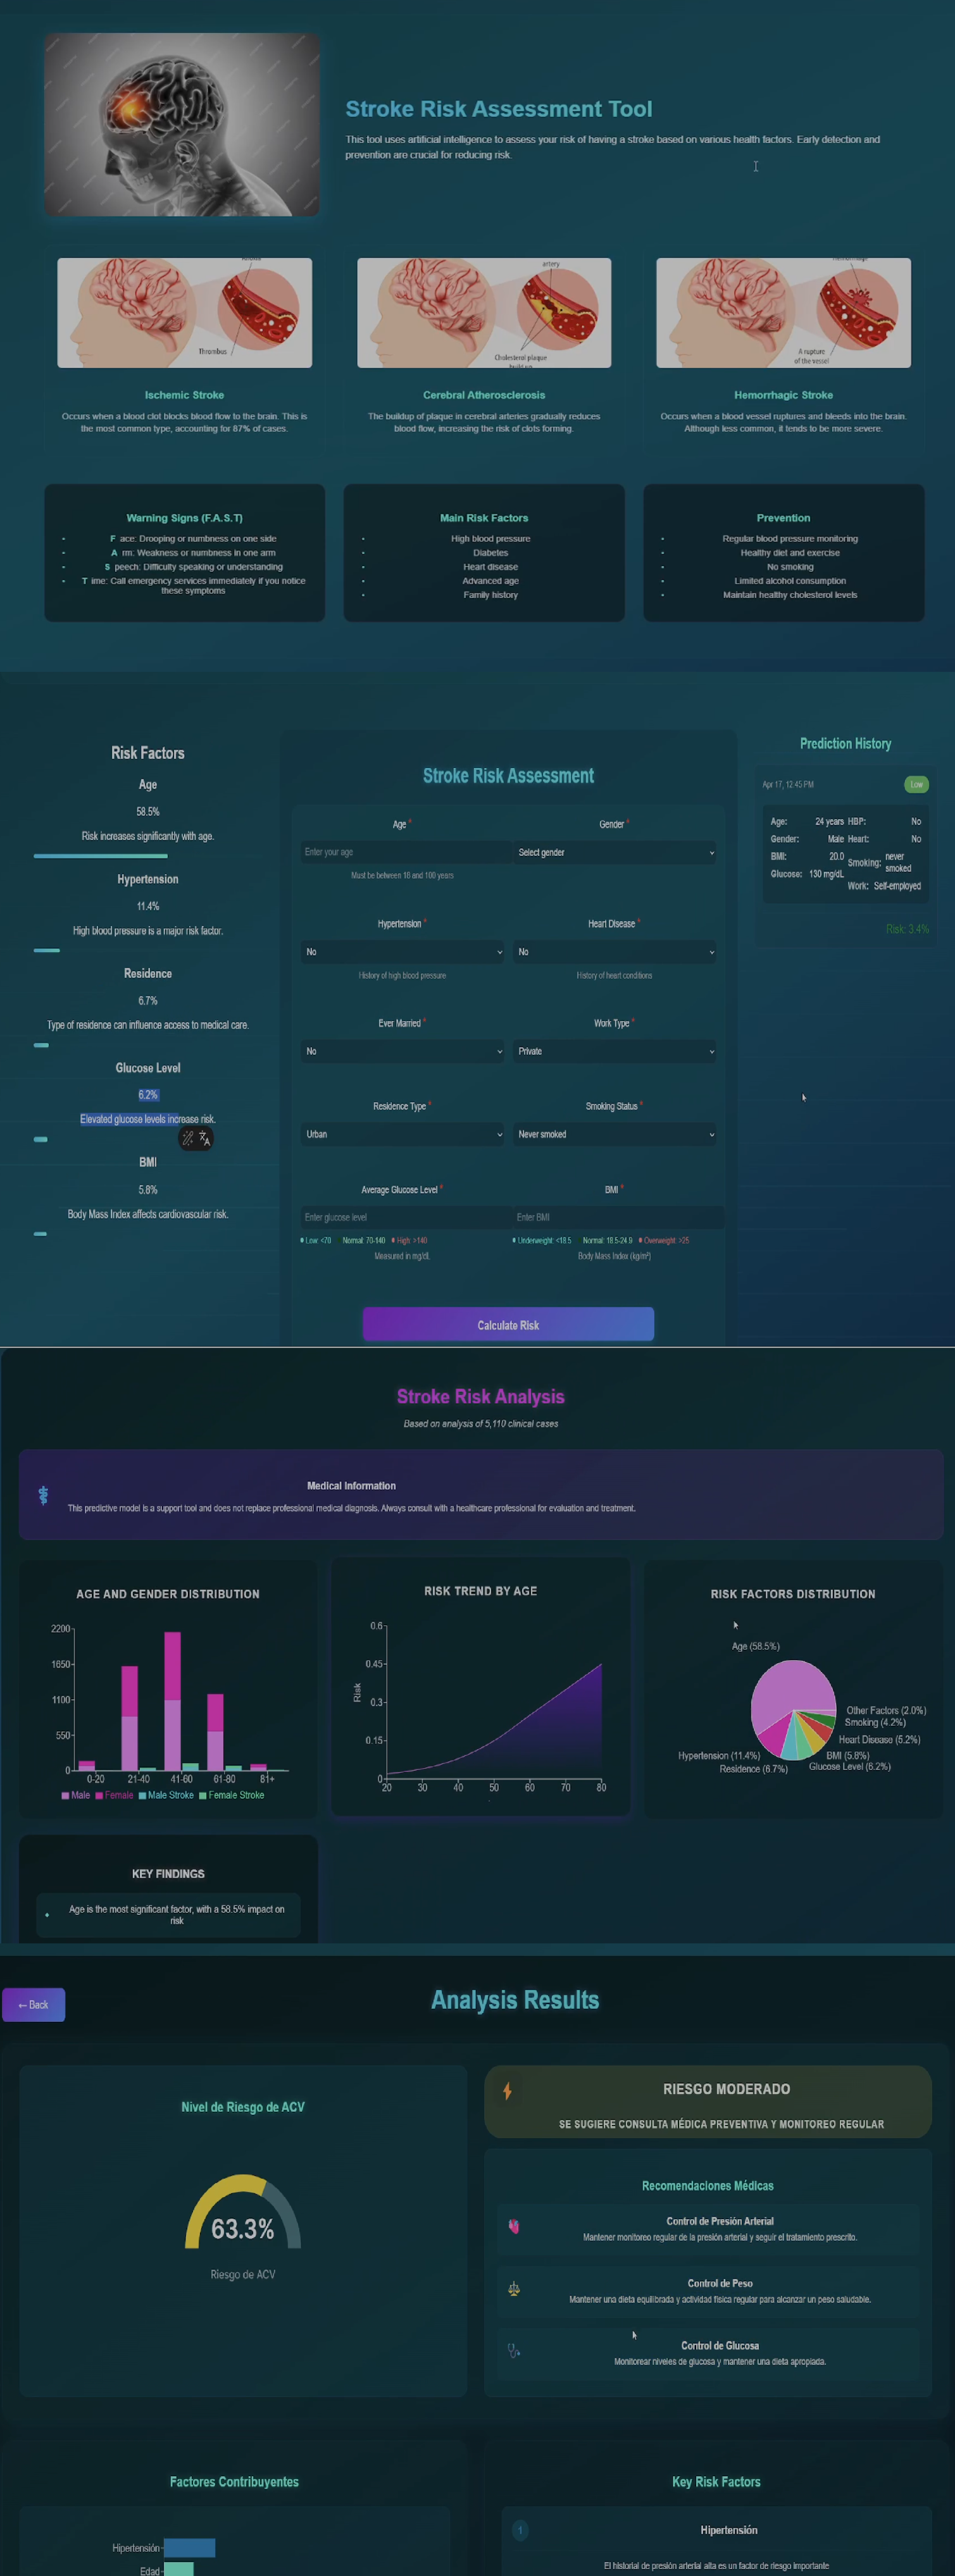 Stroke Risk Assessment Tool
This tool uses artificial intelligence to assess your risk of having a stroke based on various health factors. Early detection and
prevention are crucial for reducing risk.
Thrombus
artery
Cholesterol plaque
A rupture
of the vessel
Ischemic Stroke
Occurs when a blood clot blocks blood flow to the brain. This is
the most common type, accounting for 87% of cases.
Cerebral Atherosclerosis
The buildup of plaque in cerebral arteries gradually reduces
blood flow, increasing the risk of clots forming.
Hemorrhagic Stroke
Occurs when a blood vessel ruptures and bleeds into the brain.
Although less common, it tends to be more severe.
Warning Signs (F.A.S.T)
• F ace: Drooping or numbness on one side
• A rm: Weakness or numbness in one arm
• S peech: Difficulty speaking or understanding
• T ime: Call emergency services immediately if you notice
these symptoms
Main Risk Factors
• High blood pressure
• Diabetes
• Heart disease
• Advanced age
• Family history
Prevention
• Regular blood pressure monitoring
• Healthy diet and exercise
• No smoking
• Limited alcohol consumption
• Maintain healthy cholesterol levels
Risk Factors
Age
58.5%
Risk increases significantly with age.
Hypertension
11.4%
High blood pressure is a major risk factor.
Residence
6.7%
Type of residence can influence access to medical care.
Glucose Level
6.2%
Elevated glucose levels increase risk.
BMI
5.8%
Body Mass Index affects cardiovascular risk.
Stroke Risk Assessment
Age * Gender *
Enter your age Select gender
Must be between 18 and 100 years
Hypertension * Heart Disease *
No No
History of high blood pressure History of heart conditions
Ever Married * Work Type *
No Private
Residence Type * Smoking Status *
Urban Never smoked
Average Glucose Level * BMI *
Enter glucose level Enter BMI
Low: <70 Normal: 70-140 High: >140 Underweight: <18.5 Normal: 18.5-24.9 Overweight: >25
Measured in mg/dL Body Mass Index (kg/m²)
Calculate Risk
Prediction History
Apr 17, 12:45 PM Low
Age: 24 years HBP: No
Gender: Male Heart: No
BMI: 20.0 Smoking: never smoked
Glucose: 130 mg/dL Work: Self-employed
Risk: 3.4%
Stroke Risk Analysis
Based on analysis of 5,110 clinical cases
Medical Information
This predictive model is a support tool and does not replace professional medical diagnosis. Always consult with a healthcare professional for evaluation and treatment.
AGE AND GENDER DISTRIBUTION
2200
1650
1100
550
0
0-20 21-40 41-60 61-80 81+
Male Female Male Stroke Female Stroke
RISK TREND BY AGE
Risk
0.6
0.45
0.3
0.15
0
20 30 40 50 60 70 80
RISK FACTORS DISTRIBUTION
Age (58.5%)
Other Factors (2.0%)
Smoking (4.2%)
Heart Disease (5.2%)
BMI (5.8%)
Glucose Level (6.2%)
Residence (6.7%)
Hypertension (11.4%)
KEY FINDINGS
Age is the most significant factor, with a 58.5% impact on
risk
← Back
Analysis Results
Nivel de Riesgo de ACV
63.3%
Riesgo de ACV
RIESGO MODERADO
SE SUGIERE CONSULTA MÉDICA PREVENTIVA Y MONITOREO REGULAR
Recomendaciones Médicas
Control de Presión Arterial
Mantener monitoreo regular de la presión arterial y seguir el tratamiento prescrito.
Control de Peso
Mantener una dieta equilibrada y actividad física regular para alcanzar un peso saludable.
Control de Glucosa
Monitorear niveles de glucosa y mantener una dieta apropiada.
Factores Contribuyentes
Hipertensión
Edad
Key Risk Factors
1
Hipertensión
El historial de presión arterial alta es un factor de riesgo importante